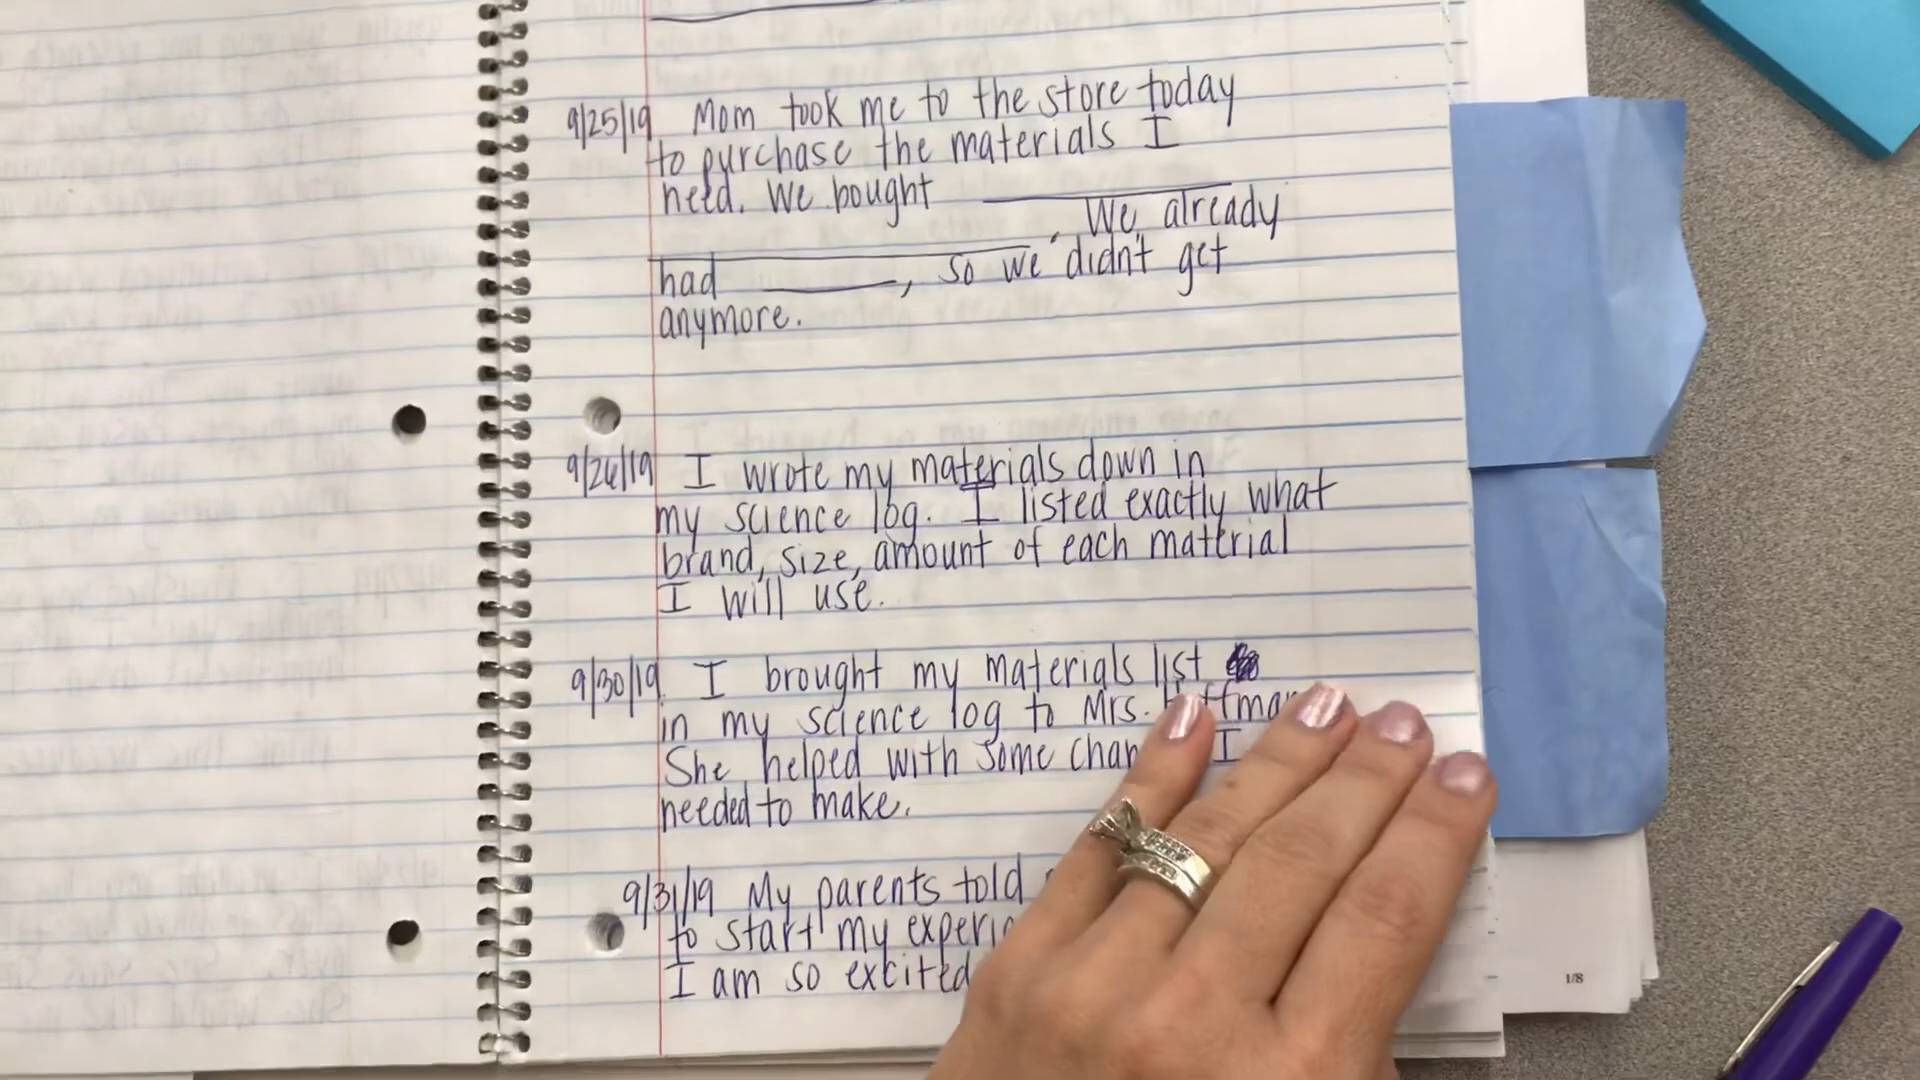 9/25/19 Mom took me to the store today
to purchase the materials I
need. We bought ________
________. We already
had ______, so we didn't get
anymore.
9/26/19 I wrote my materials down in
my science log. I listed exactly what
brand, size, amount of each material
I will use.
9/30/19 I brought my materials list
in my science log to Mrs.
She helped with some I
needed to make.
9/31/19 My parents told
to start my
I am so excited
1/8